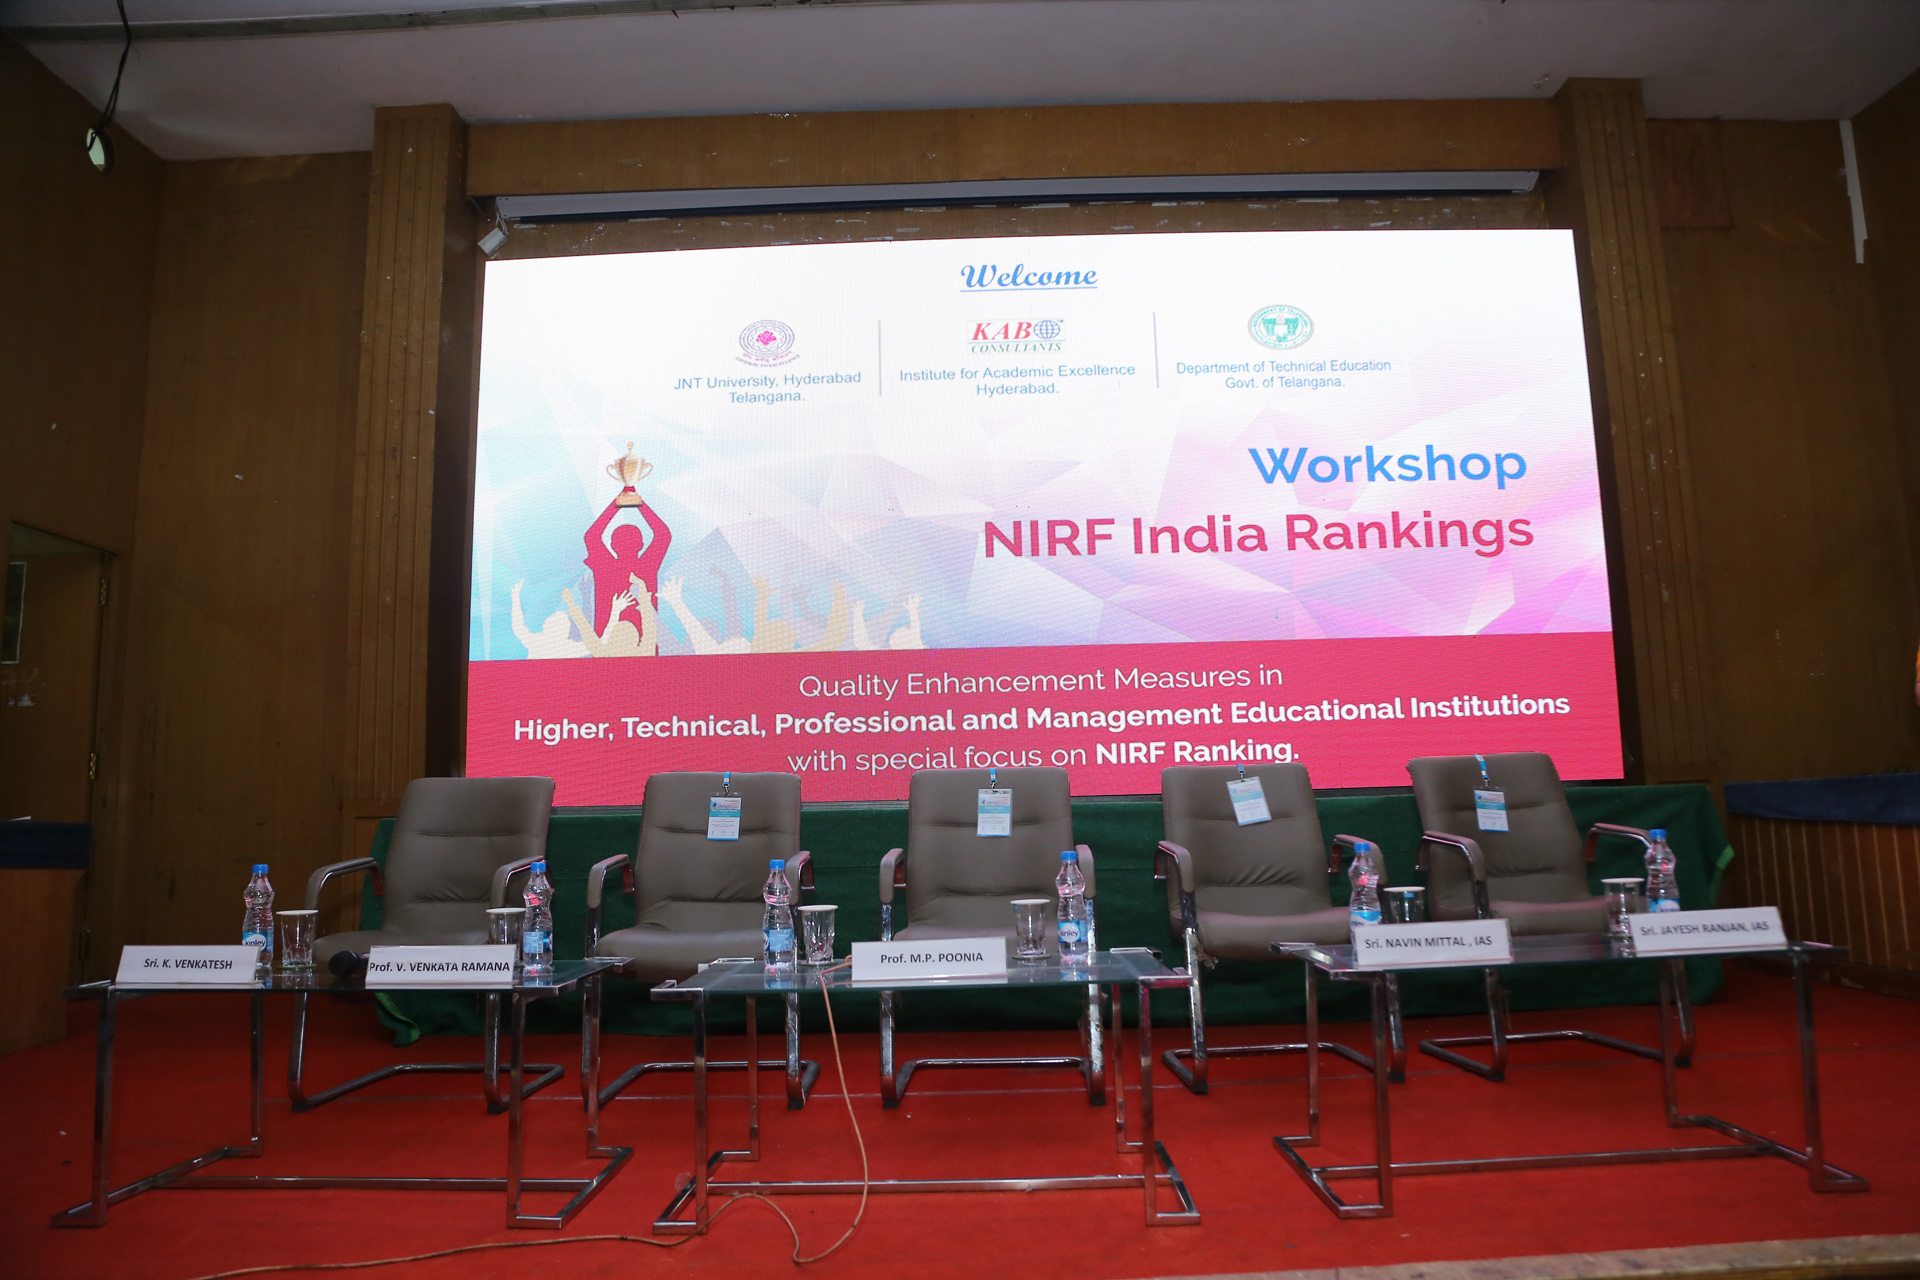 Welcome
JNT University, Hyderabad
Telangana.
KAB
CONSULTANTS
Institute for Academic Excellence
Hyderabad.
Department of Technical Education
Govt. of Telangana.
Workshop
NIRF India Rankings
Quality Enhancement Measures in
Higher, Technical, Professional and Management Educational Institutions
with special focus on NIRF Ranking.
kinley
kinley
Sri. K. VENKATESH
Prof. V. VENKATA RAMANA
Prof. M.P. POONIA
Sri. NAVIN MITTAL , IAS
Sri. JAYESH RANJAN, IAS